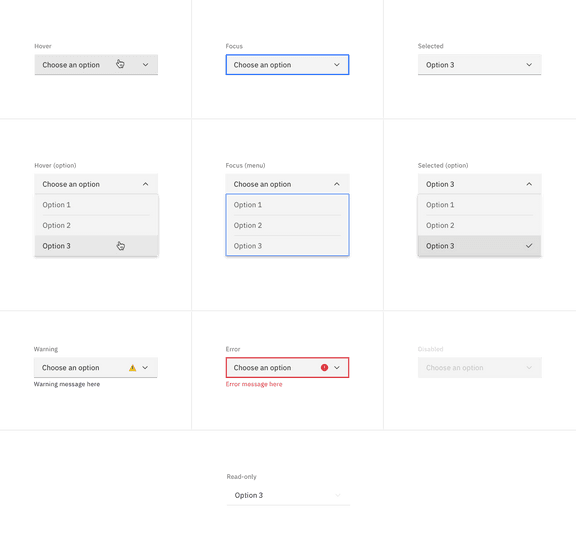 Hover
Choose an option
Focus
Choose an option
Selected
Option 3
Hover (option)
Choose an option
Option 1
Option 2
Option 3
Focus (menu)
Choose an option
Option 1
Option 2
Option 3
Selected (option)
Option 3
Option 1
Option 2
Option 3
Warning
Choose an option
Warning message here
Error
Choose an option
Error message here
Disabled
Choose an option
Read-only
Option 3